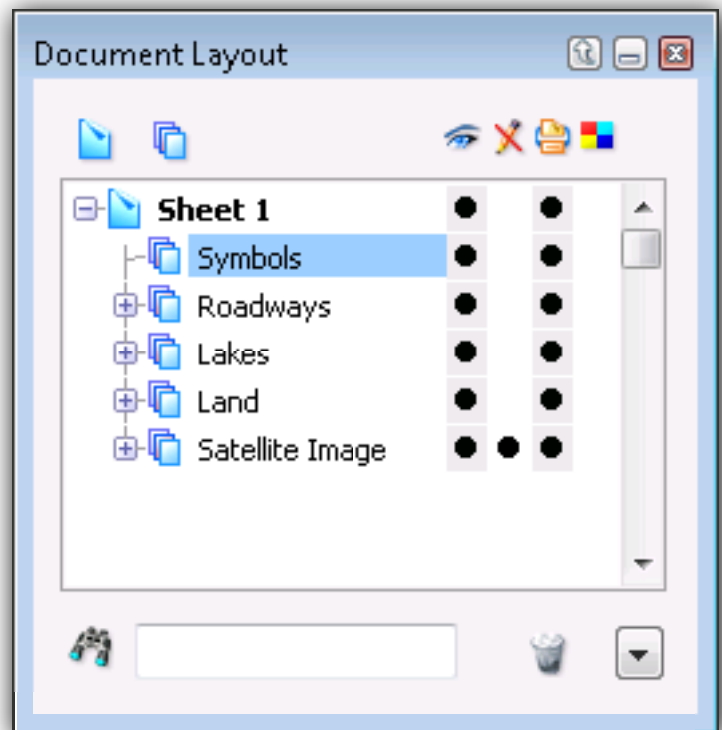 Document Layout
Sheet 1
Symbols
Roadways
Lakes
Land
Satellite Image